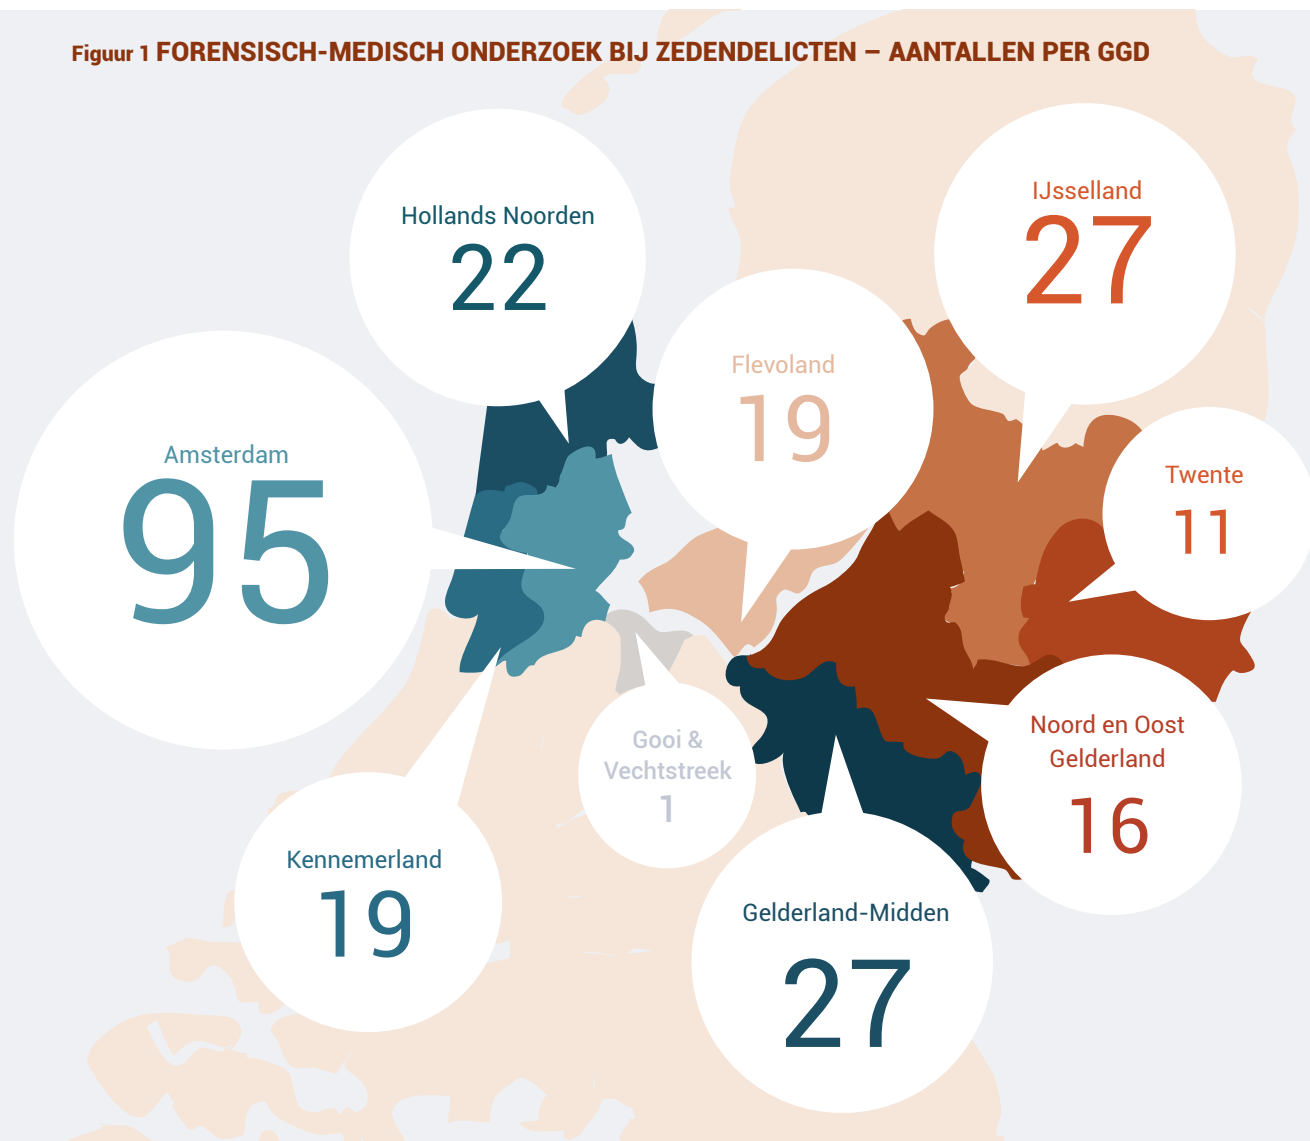 Figuur 1 FORENSISCH-MEDISCH ONDERZOEK BIJ ZEDENDELICTEN – AANTALLEN PER GGD
Hollands Noorden
22
IJsselland
27
Flevoland
19
Amsterdam
95
Twente
11
Gooi &
Vechtstreek
1
Noord en Oost
Gelderland
16
Kennemerland
19
Gelderland-Midden
27